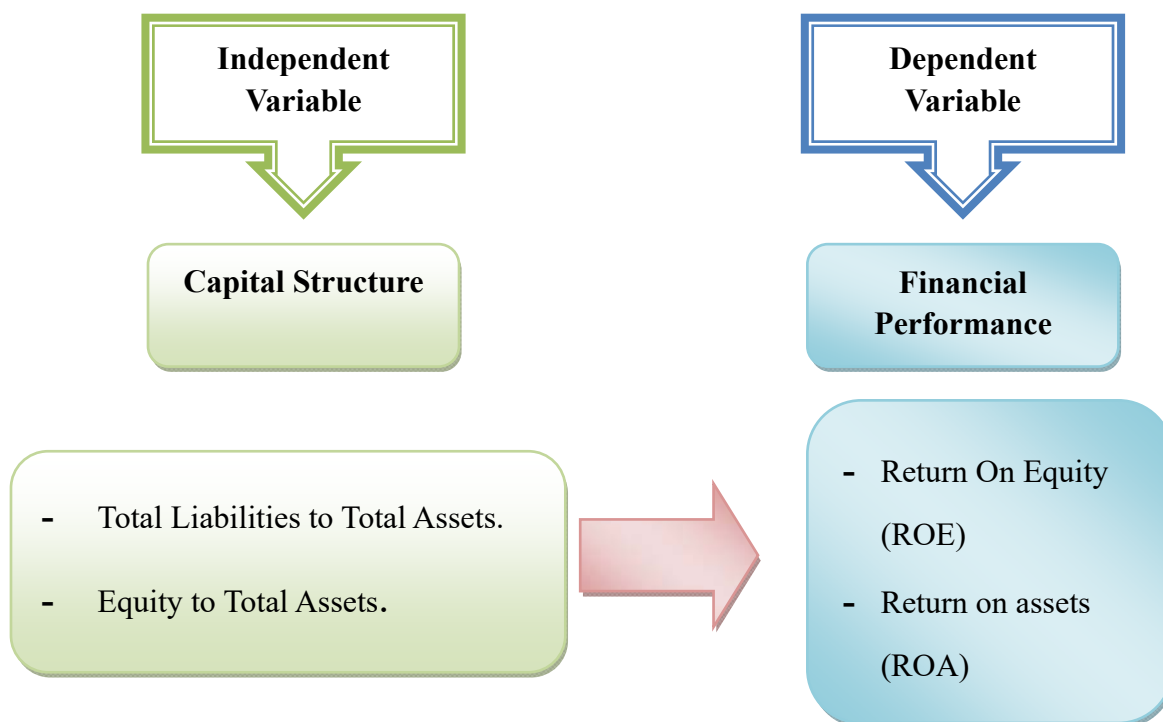 Independent
Variable
Dependent
Variable
Capital Structure
Financial
Performance
- Total Liabilities to Total Assets.
- Equity to Total Assets.
- Return On Equity
(ROE)
- Return on assets
(ROA)